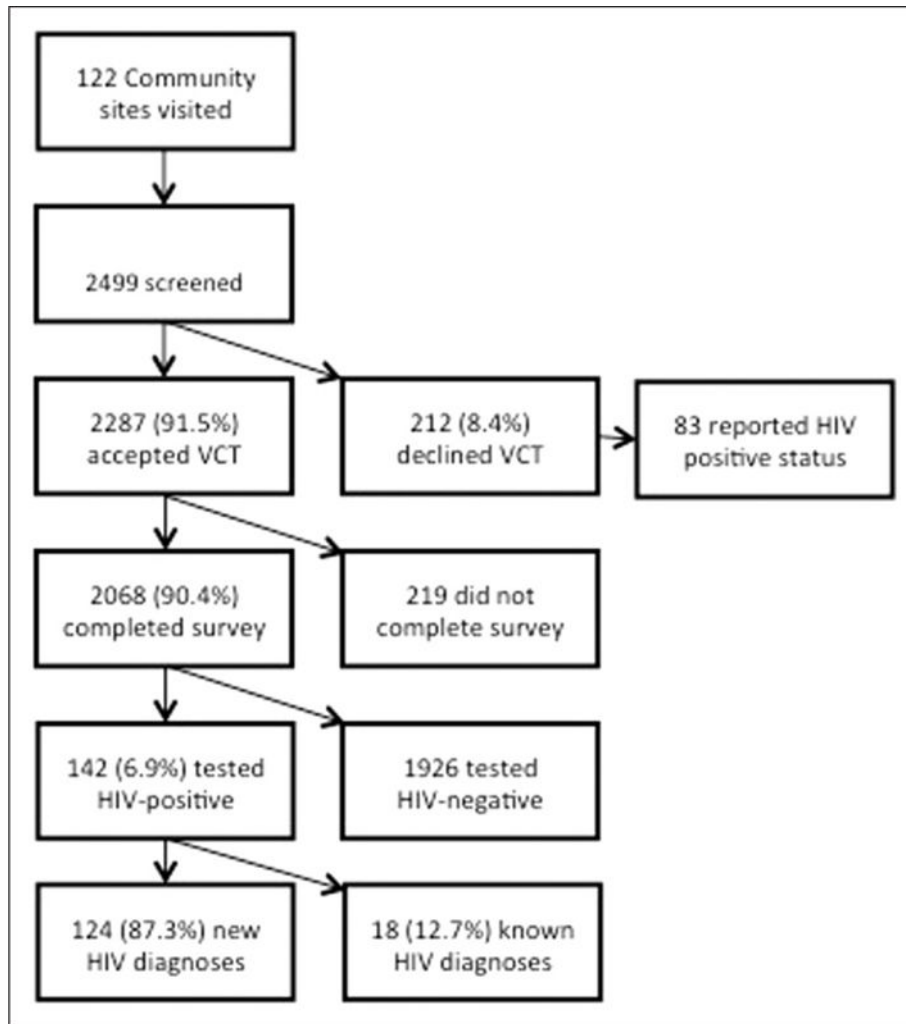 122 Community
sites visited
2499 screened
2287 (91.5%)
accepted VCT
212 (8.4%)
declined VCT
83 reported HIV
positive status
2068 (90.4%)
completed survey
219 did not
complete survey
142 (6.9%) tested
HIV-positive
1926 tested
HIV-negative
124 (87.3%) new
HIV diagnoses
18 (12.7%) known
HIV diagnoses